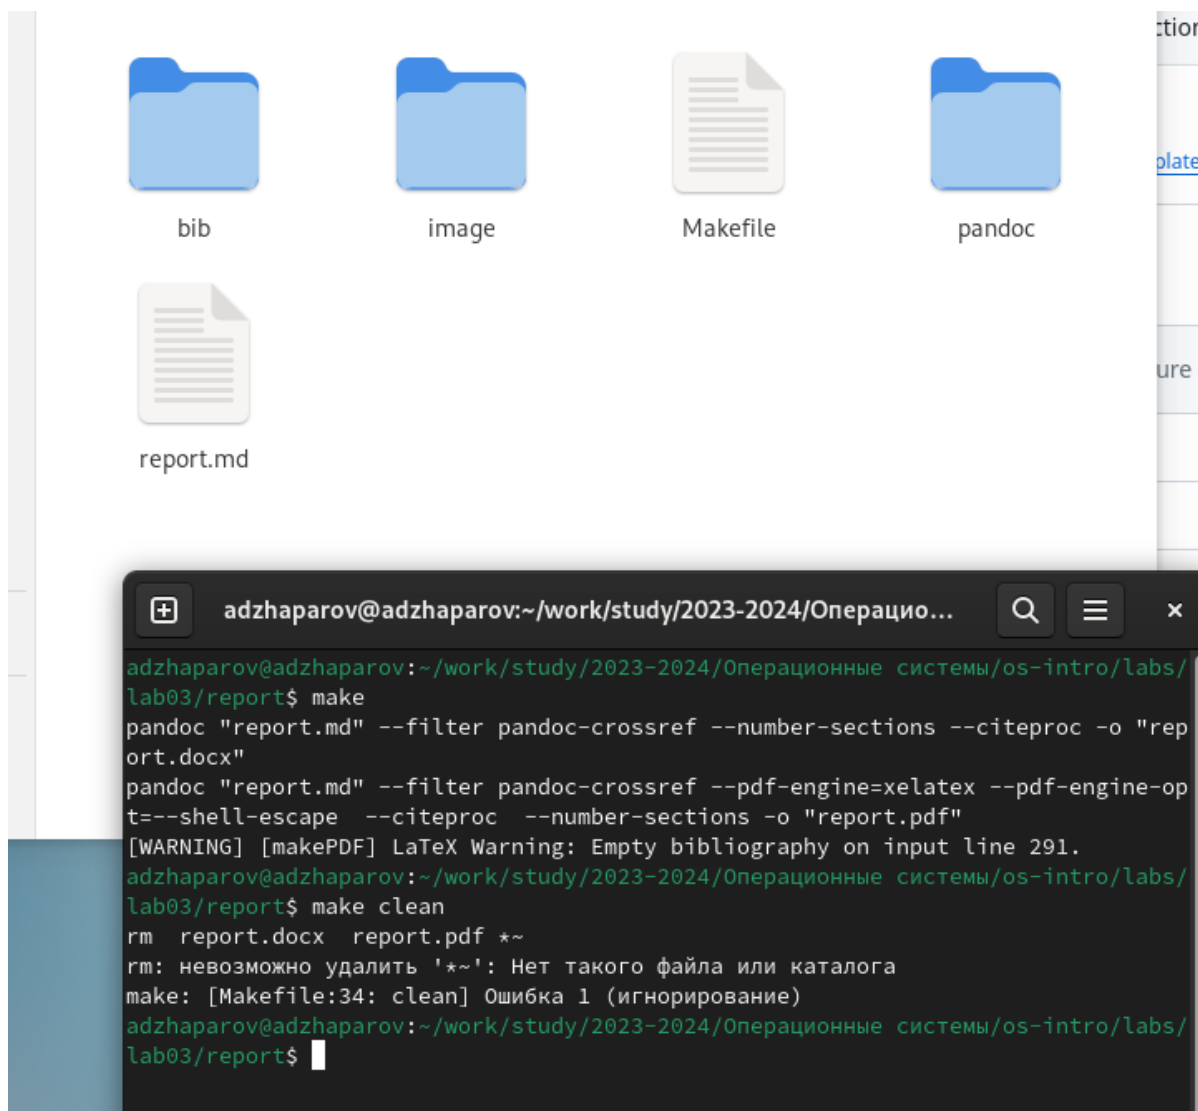 ction
plate
bib
image
Makefile
pandoc
ure
report.md
adzhaparov@adzhaparov:~/work/study/2023-2024/Операцио...
adzhaparov@adzhaparov:~/work/study/2023-2024/Операционные системы/os-intro/labs/
lab03/report$ make
pandoc "report.md" --filter pandoc-crossref --number-sections --citeproc -o "rep
ort.docx"
pandoc "report.md" --filter pandoc-crossref --pdf-engine=xelatex --pdf-engine-op
t=--shell-escape  --citeproc  --number-sections -o "report.pdf"
[WARNING] [makePDF] LaTeX Warning: Empty bibliography on input line 291.
adzhaparov@adzhaparov:~/work/study/2023-2024/Операционные системы/os-intro/labs/
lab03/report$ make clean
rm  report.docx  report.pdf *~
rm: невозможно удалить '*~': Нет такого файла или каталога
make: [Makefile:34: clean] Ошибка 1 (игнорирование)
adzhaparov@adzhaparov:~/work/study/2023-2024/Операционные системы/os-intro/labs/
lab03/report$